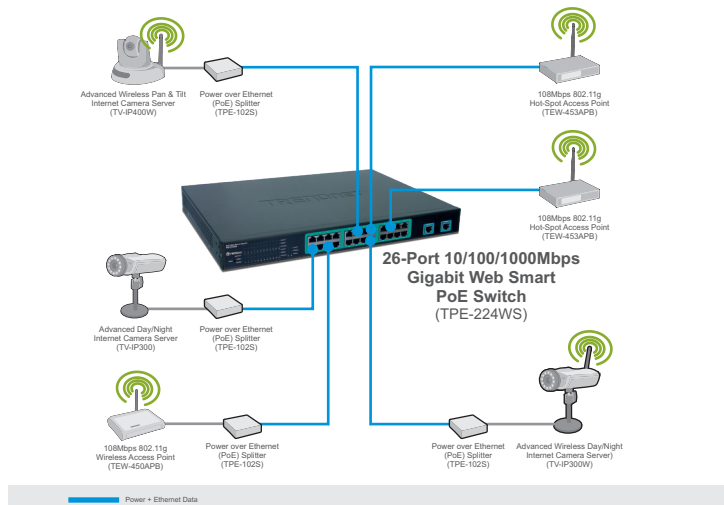 Advanced Wireless Pan & Tilt
Internet Camera Server
(TV-IP400W)
Power over Ethernet
(PoE) Splitter
(TPE-102S)
108Mbps 802.11g
Hot-Spot Access Point
(TEW-453APB)
108Mbps 802.11g
Hot-Spot Access Point
(TEW-453APB)
TRENDNET
26-Port 10/100/1000Mbps
Gigabit Web Smart
PoE Switch
(TPE-224WS)
Advanced Day/Night
Internet Camera Server
(TV-IP300)
Power over Ethernet
(PoE) Splitter
(TPE-102S)
108Mbps 802.11g
Wireless Access Point
(TEW-450APB)
Power over Ethernet
(PoE) Splitter
(TPE-102S)
Power over Ethernet
(PoE) Splitter
(TPE-102S)
Advanced Wireless Day/Night
Internet Camera Server)
(TV-IP300W)
Power + Ethernet Data